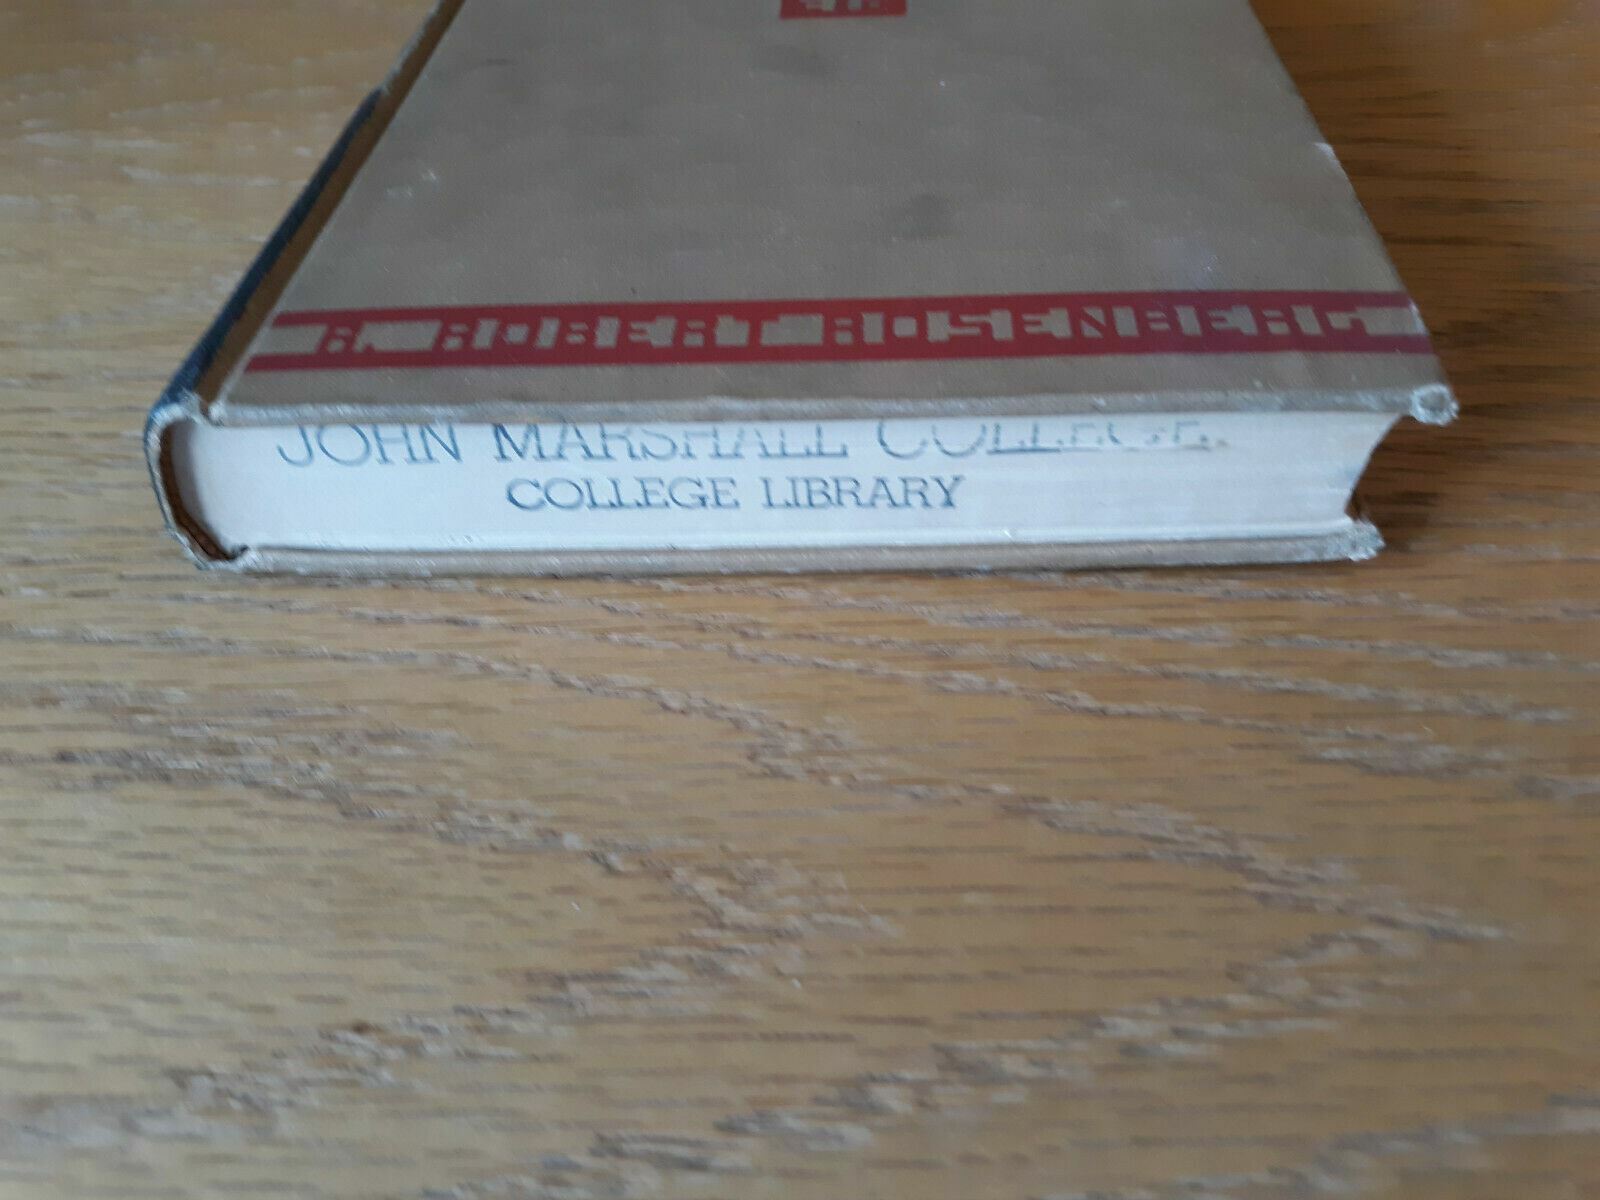 R. ROBERT ROSENBERG
JOHN MARSHALL COLLEGE.
COLLEGE LIBRARY